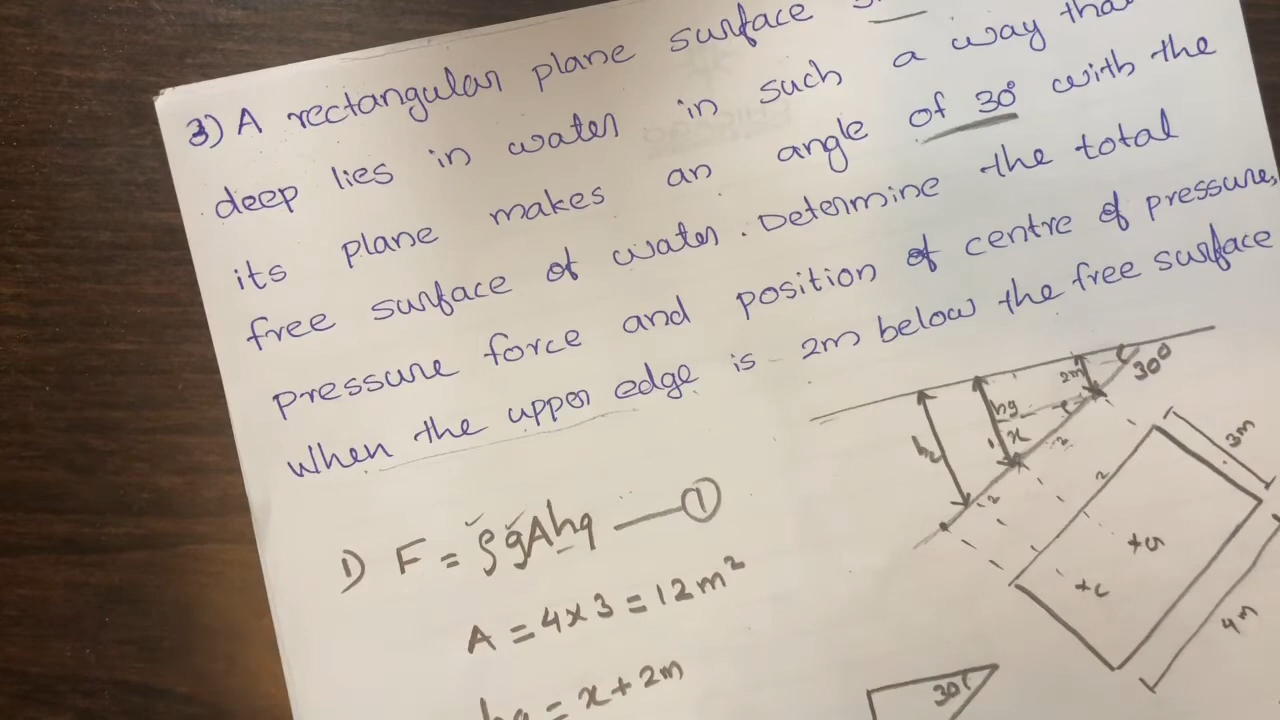 3) A rectangular plane surface
deep lies in water in such a way
its plane makes an angle of 30° with the
free surface of water. Determine the total
pressure force and position of centre of pressure,
When the upper edge is 2m below the free surface
30°
2m
hg
x
2
2
2
3m
+G
+c
4m
1) F = ρgAhg — ①
A = 4 x 3 = 12m²
hg = x + 2m
30°